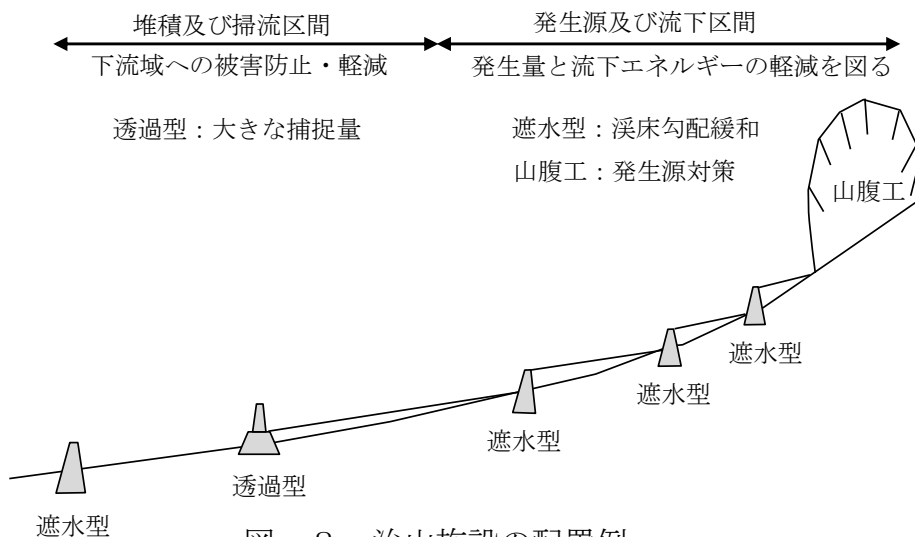 堆積及び掃流区間
発生源及び流下区間
下流域への被害防止・軽減
発生量と流下エネルギーの軽減を図る
透過型：大きな捕捉量
遮水型：渓床勾配緩和
山腹工：発生源対策
山腹工
遮水型
遮水型
遮水型
透過型
遮水型